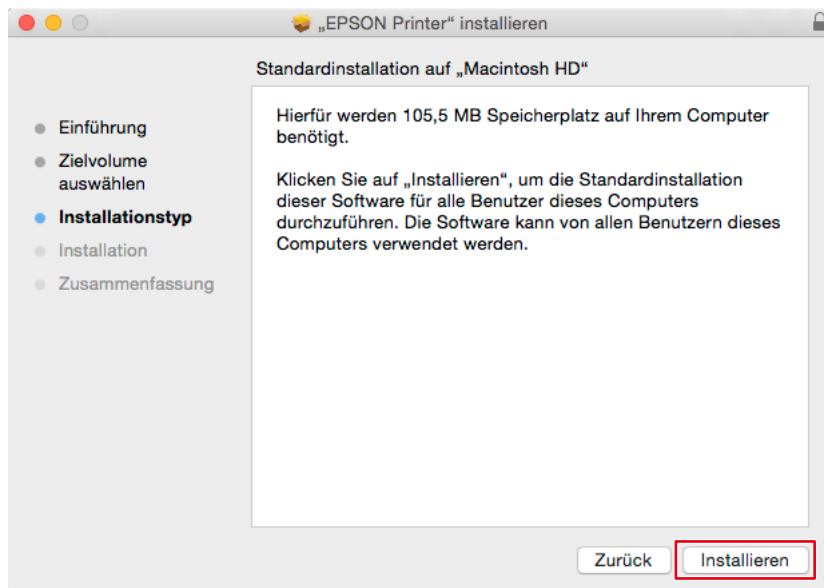 „EPSON Printer“ installieren
Standardinstallation auf „Macintosh HD“
Einführung
Zielvolume
auswählen
Installationstyp
Installation
Zusammenfassung
Hierfür werden 105,5 MB Speicherplatz auf Ihrem Computer
benötigt.
Klicken Sie auf „Installieren“, um die Standardinstallation
dieser Software für alle Benutzer dieses Computers
durchzuführen. Die Software kann von allen Benutzern dieses
Computers verwendet werden.
Zurück
Installieren